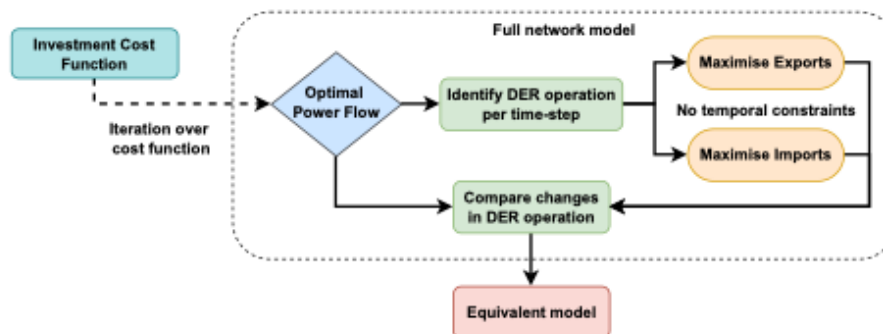 Full network model
Investment Cost
Function
Maximise Exports
Optimal
Power Flow
Identify DER operation
per time-step
No temporal constraints
Iteration over
cost function
Maximise Imports
Compare changes
in DER operation
Equivalent model